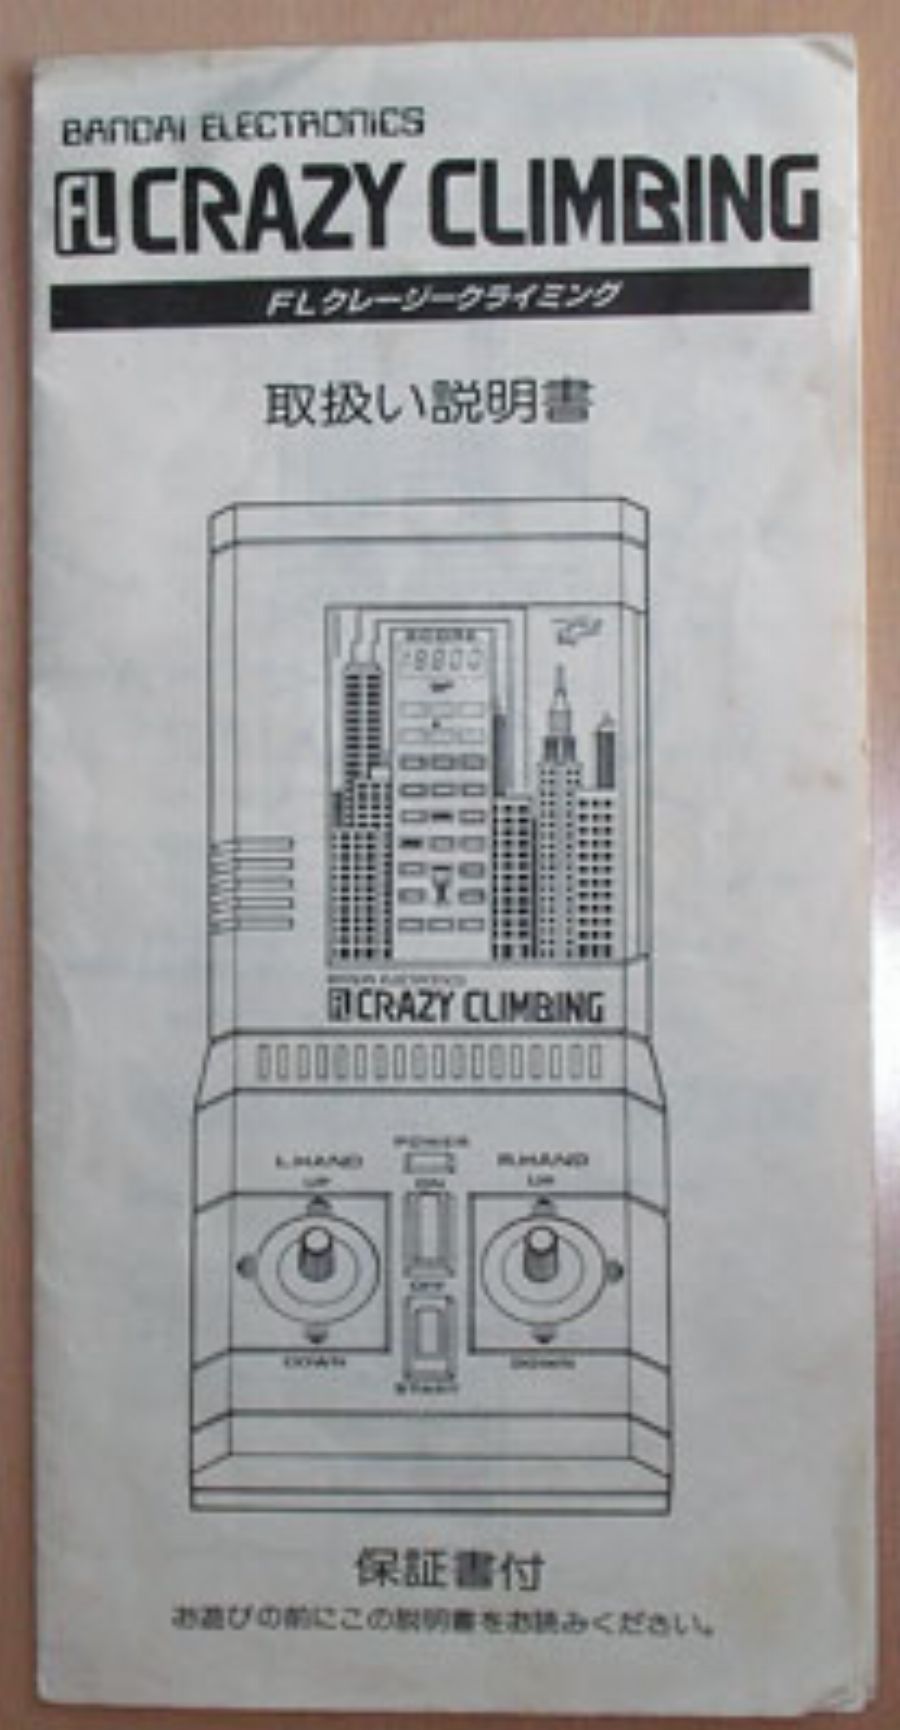 BANDAI ELECTRONICS
FL CRAZY CLIMBING
FLクレージークライミング
取扱い説明書
SCORE
18800
BANDAI ELECTRONICS
FL CRAZY CLIMBING
POWER
L.HAND
R.HAND
UP
ON
UP
OFF
DOWN
DOWN
START
保証書付
お遊びの前にこの説明書をお読みください。